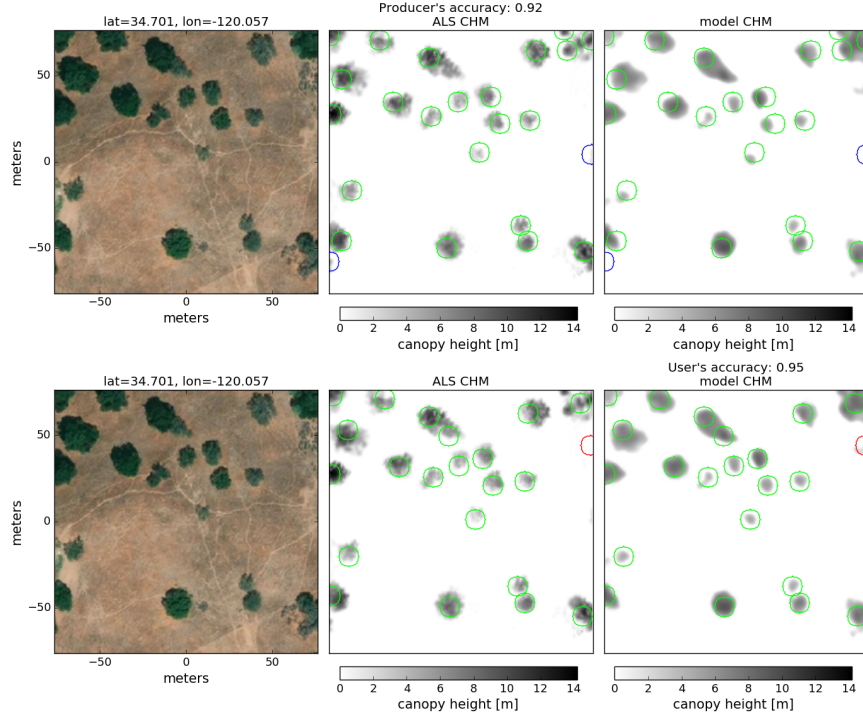 Producer's accuracy: 0.92
lat=34.701, lon=-120.057
ALS CHM
model CHM
meters
50
0
−50
−50
0
50
meters
0 2 4 6 8 10 12 14
canopy height [m]
0 2 4 6 8 10 12 14
canopy height [m]
User's accuracy: 0.95
lat=34.701, lon=-120.057
ALS CHM
model CHM
meters
50
0
−50
−50
0
50
meters
0 2 4 6 8 10 12 14
canopy height [m]
0 2 4 6 8 10 12 14
canopy height [m]